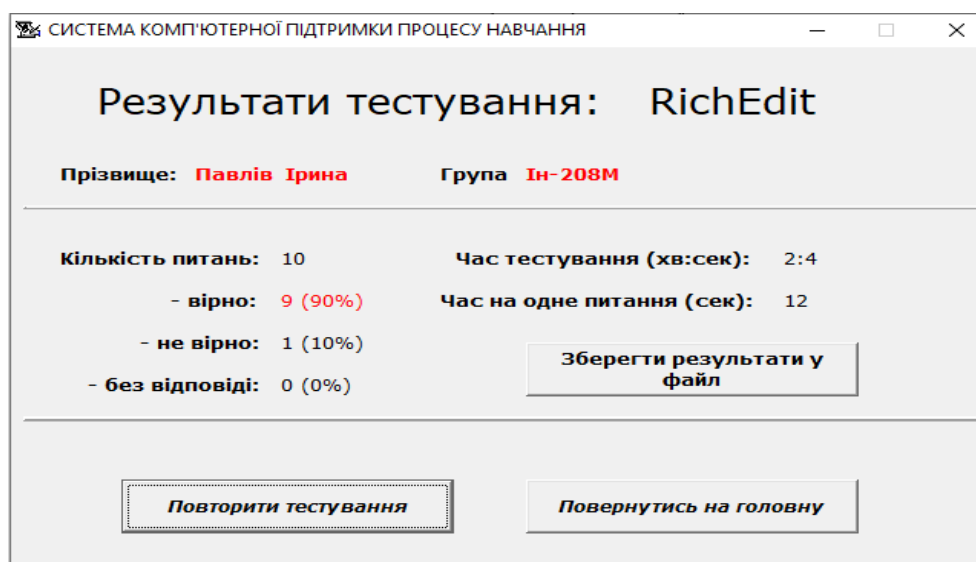 СИСТЕМА КОМП'ЮТЕРНОЇ ПІДТРИМКИ ПРОЦЕСУ НАВЧАННЯ
Результати тестування: RichEdit
Прізвище: Павлів Ірина Група Ін-208М
Кількість питань: 10 Час тестування (хв:сек): 2:4
- вірно: 9 (90%) Час на одне питання (сек): 12
- не вірно: 1 (10%)
Зберегти результати у
файл
- без відповіді: 0 (0%)
Повторити тестування Повернутись на головну